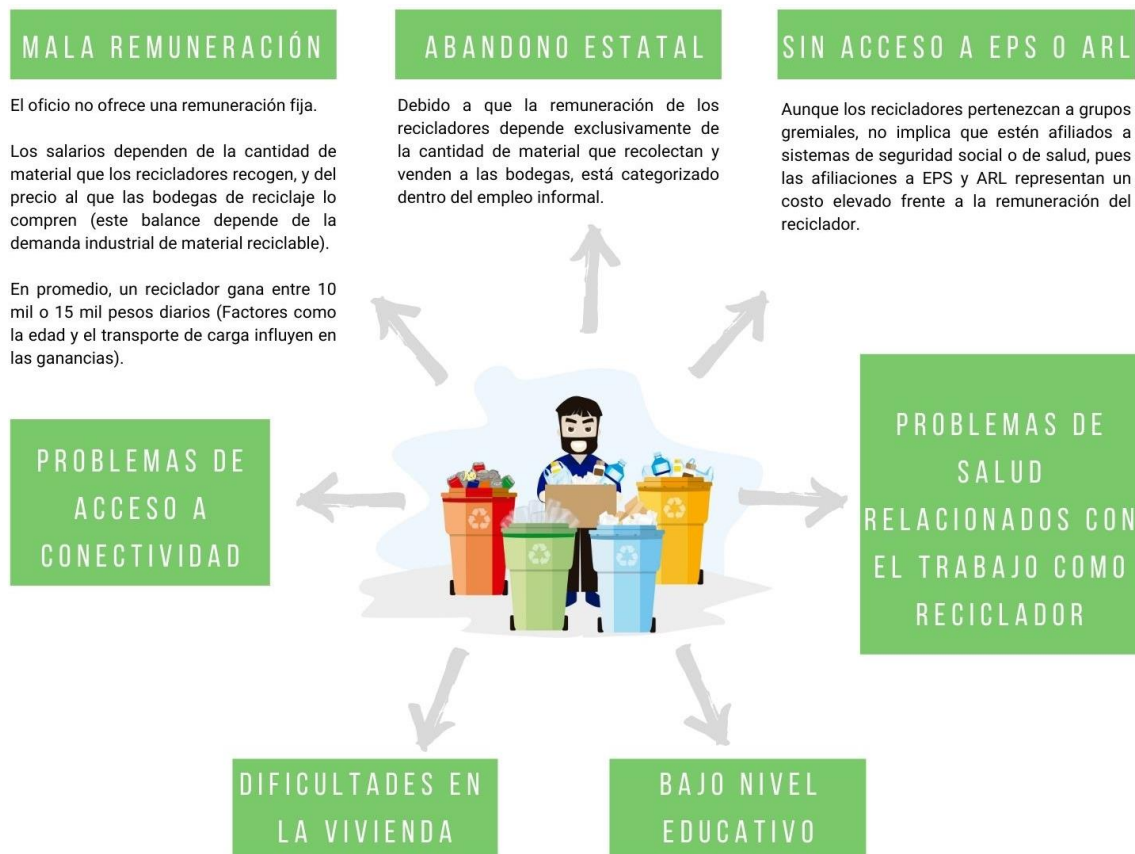 MALA REMUNERACIÓN
El oficio no ofrece una remuneración fija.
Los salarios dependen de la cantidad de
material que los recicladores recogen, y del
precio al que las bodegas de reciclaje lo
compren (este balance depende de la
demanda industrial de material reciclable).
En promedio, un reciclador gana entre 10
mil o 15 mil pesos diarios (Factores como
la edad y el transporte de carga influyen en
las ganancias).
ABANDONO ESTATAL
Debido a que la remuneración de los
recicladores depende exclusivamente de
la cantidad de material que recolectan y
venden a las bodegas, está categorizado
dentro del empleo informal.
SIN ACCESO A EPS O ARL
Aunque los recicladores pertenezcan a grupos
gremiales, no implica que estén afiliados a
sistemas de seguridad social o de salud, pues
las afiliaciones a EPS y ARL representan un
costo elevado frente a la remuneración del
reciclador.
PROBLEMAS DE
ACCESO A
CONECTIVIDAD
PROBLEMAS DE
SALUD
RELACIONADOS CON
EL TRABAJO COMO
RECICLADOR
DIFICULTADES EN
LA VIVIENDA
BAJO NIVEL
EDUCATIVO